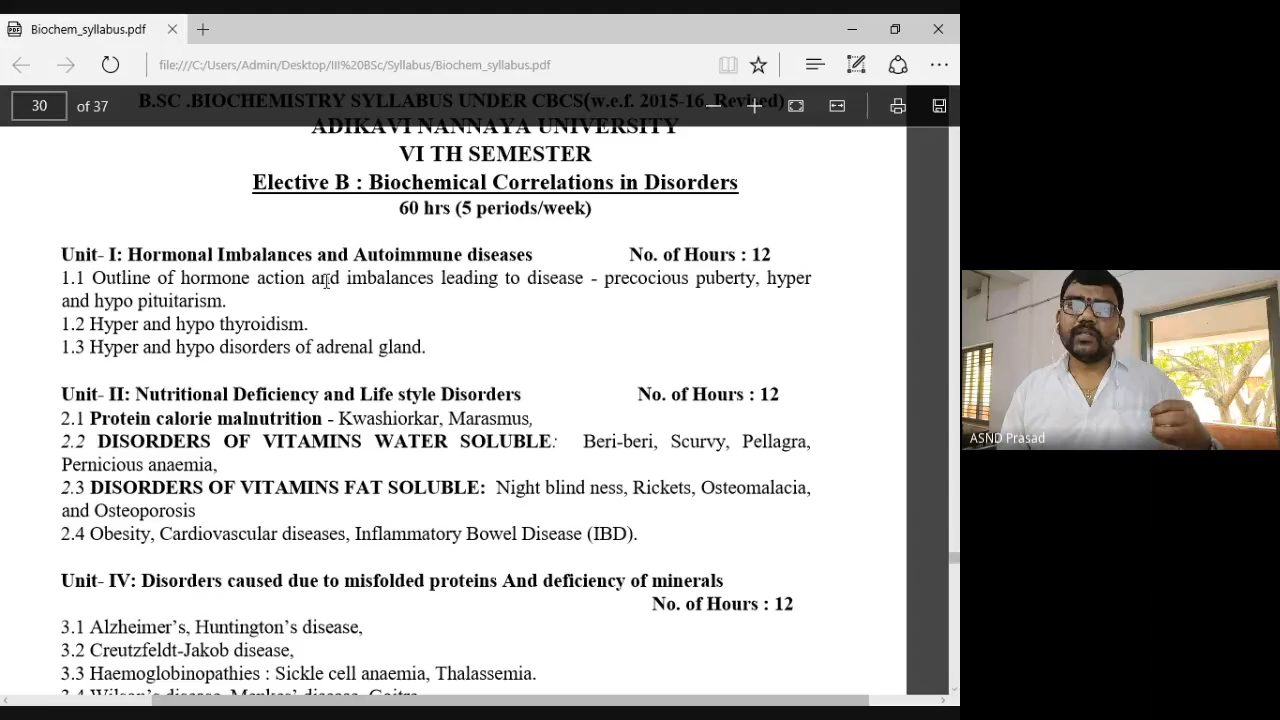 Biochem_syllabus.pdf
file:///C:/Users/Admin/Desktop/III%20BSc/Syllabus/Biochem_syllabus.pdf
30 of 37
B.SC .BIOCHEMISTRY SYLLABUS UNDER CBCS(w.e.f. 2015-16, Revised)
ADIKAVI NANNAYA UNIVERSITY
VI TH SEMESTER
Elective B : Biochemical Correlations in Disorders
60 hrs (5 periods/week)
Unit- I: Hormonal Imbalances and Autoimmune diseases No. of Hours : 12
1.1 Outline of hormone action and imbalances leading to disease - precocious puberty, hyper
and hypo pituitarism.
1.2 Hyper and hypo thyroidism.
1.3 Hyper and hypo disorders of adrenal gland.
Unit- II: Nutritional Deficiency and Life style Disorders No. of Hours : 12
2.1 Protein calorie malnutrition - Kwashiorkar, Marasmus,
2.2 DISORDERS OF VITAMINS WATER SOLUBLE: Beri-beri, Scurvy, Pellagra,
Pernicious anaemia,
2.3 DISORDERS OF VITAMINS FAT SOLUBLE: Night blind ness, Rickets, Osteomalacia,
and Osteoporosis
2.4 Obesity, Cardiovascular diseases, Inflammatory Bowel Disease (IBD).
Unit- IV: Disorders caused due to misfolded proteins And deficiency of minerals
No. of Hours : 12
3.1 Alzheimer's, Huntington's disease,
3.2 Creutzfeldt-Jakob disease,
3.3 Haemoglobinopathies : Sickle cell anaemia, Thalassemia.
3.4 Wilson's disease, Menkes' disease, Goitre
ASND Prasad